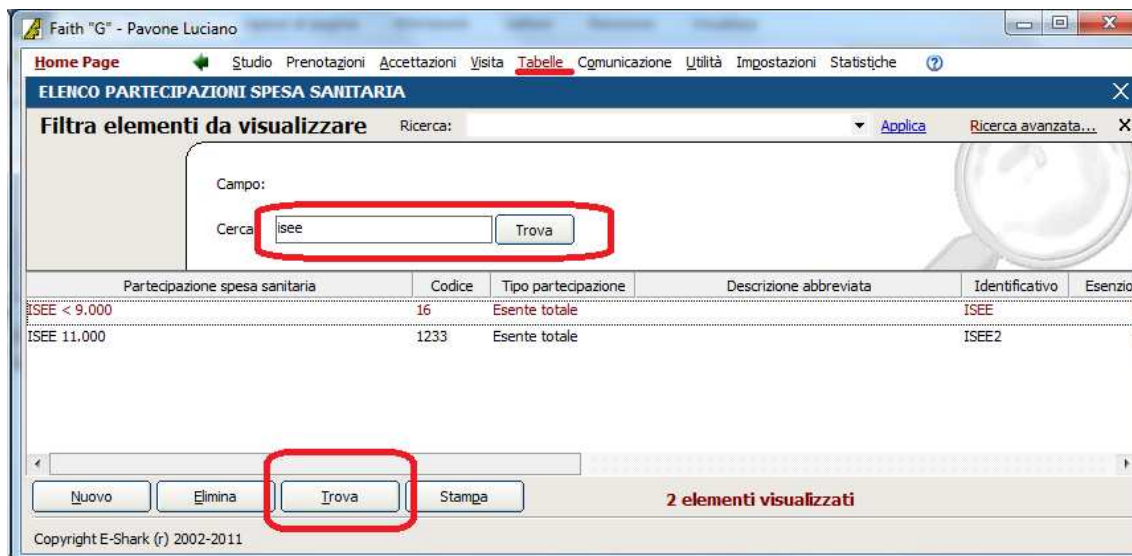 Faith "G" - Pavone Luciano
Home Page Studio Prenotazioni Accettazioni Visita Tabelle Comunicazione Utilità Impostazioni Statistiche ?
ELENCO PARTECIPAZIONI SPESA SANITARIA X
Filtra elementi da visualizzare Ricerca: Applica Ricerca avanzata... X
Campo:
Cerca isee Trova
Partecipazione spesa sanitaria Codice Tipo partecipazione Descrizione abbreviata Identificativo Esenzio
ISEE < 9.000 16 Esente totale ISEE
ISEE 11.000 1233 Esente totale ISEE2
Nuovo Elimina Trova Stampa 2 elementi visualizzati
Copyright E-Shark (r) 2002-2011